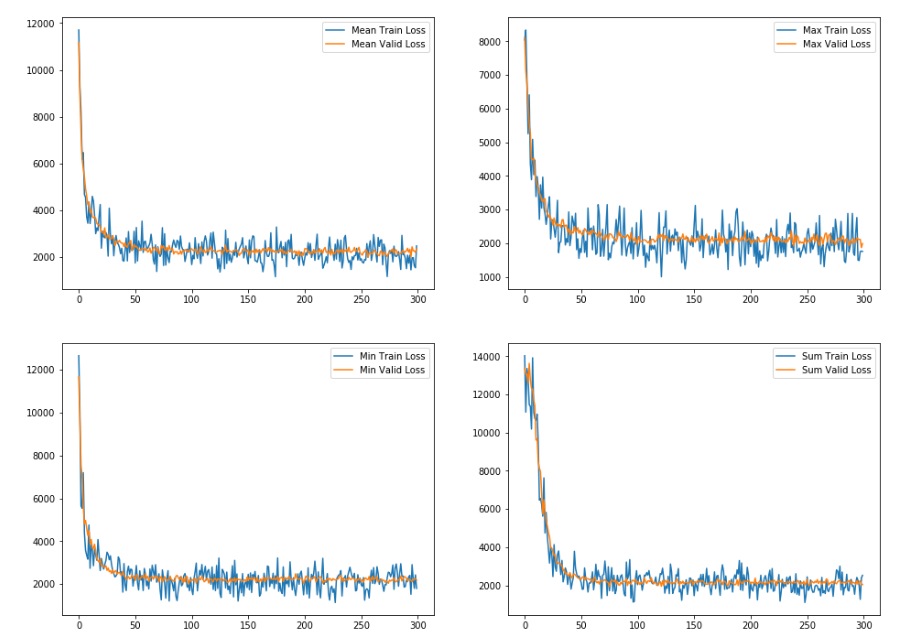 Mean Train Loss
Mean Valid Loss
12000
10000
8000
6000
4000
2000
0 50 100 150 200 250 300
Max Train Loss
Max Valid Loss
8000
7000
6000
5000
4000
3000
2000
1000
0 50 100 150 200 250 300
Min Train Loss
Min Valid Loss
12000
10000
8000
6000
4000
2000
0 50 100 150 200 250 300
Sum Train Loss
Sum Valid Loss
14000
12000
10000
8000
6000
4000
2000
0 50 100 150 200 250 300